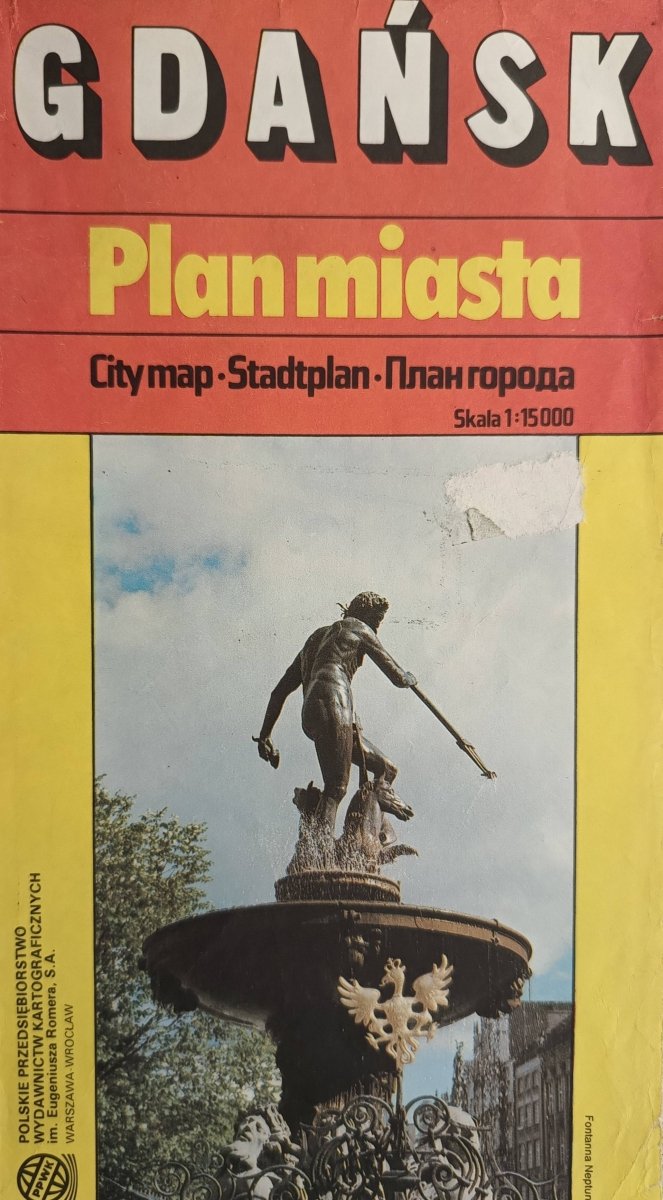 GDAŃSK
Plan miasta
City map · Stadtplan · План города
Skala 1:15 000
POLSKIE PRZEDSIĘBIORSTWO
WYDAWNICTW KARTOGRAFICZNYCH
im. Eugeniusza Romera, S.A.
WARSZAWA-WROCŁAW
PPWK
Fontanna